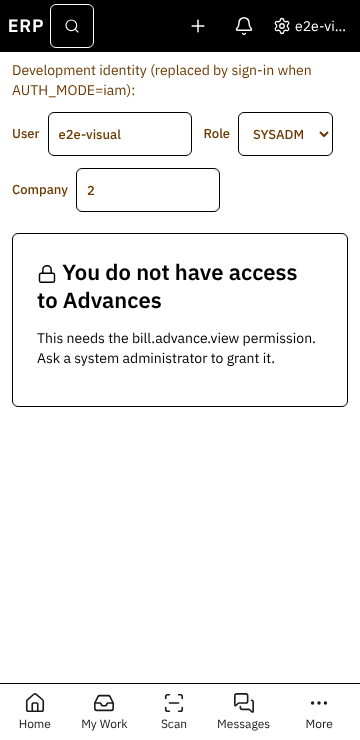 ERP
e2e-vi...
Development identity (replaced by sign-in when
AUTH_MODE=iam):
User
e2e-visual
Role
SYSADM
Company
2
You do not have access
to Advances
This needs the bill.advance.view permission.
Ask a system administrator to grant it.
Home
My Work
Scan
Messages
More